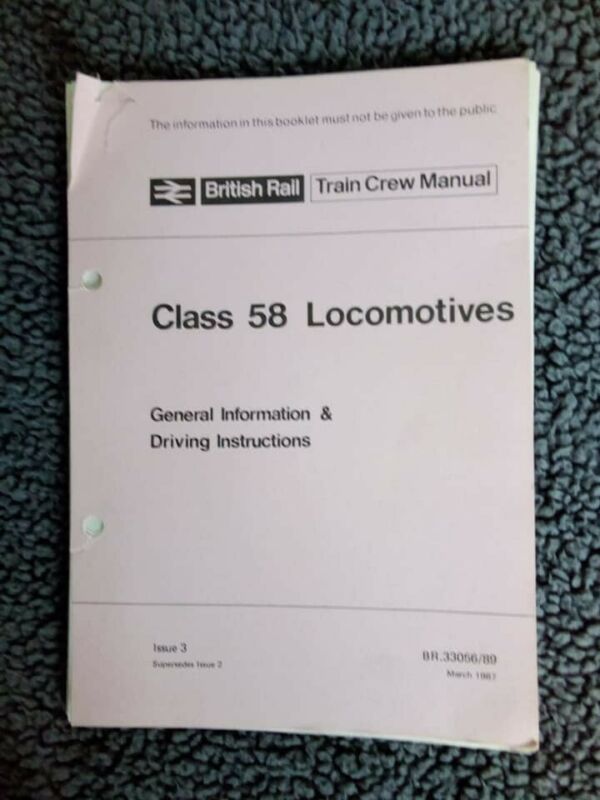 The information in this booklet must not be given to the public
British Rail Train Crew Manual
Class 58 Locomotives
General Information &
Driving Instructions
Issue 3
Supersedes Issue 2
BR.33056/89
March 1987